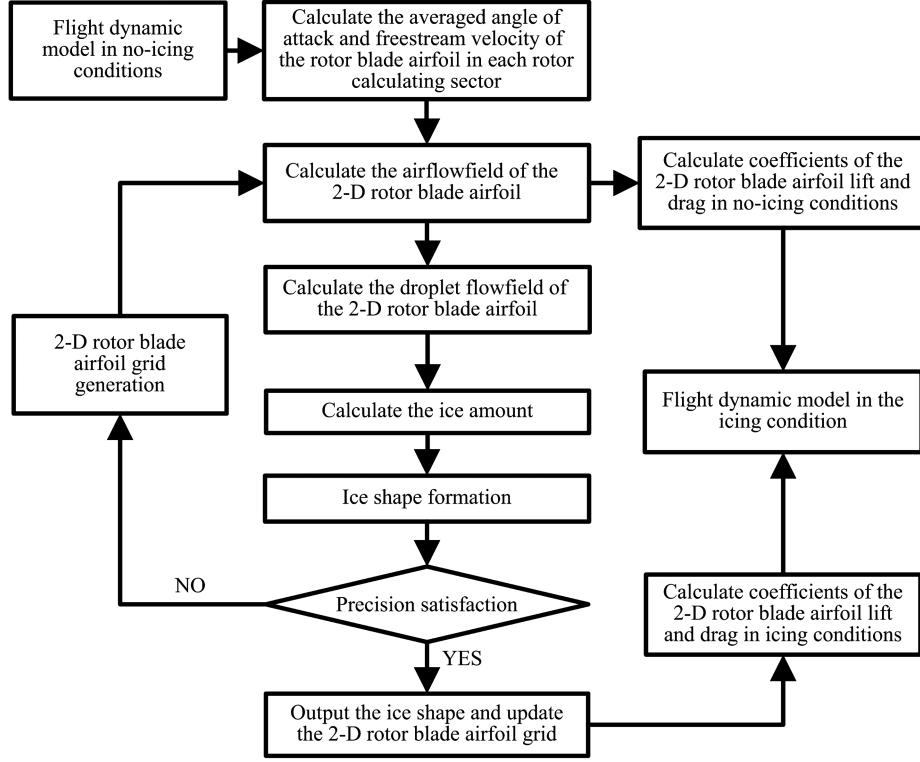 Flight dynamic
model in no-icing
conditions
Calculate the averaged angle of
attack and freestream velocity of
the rotor blade airfoil in each rotor
calculating sector
Calculate the airflowfield of the
2-D rotor blade airfoil
Calculate coefficients of the
2-D rotor blade airfoil lift and
drag in no-icing conditions
Calculate the droplet flowfield of
the 2-D rotor blade airfoil
2-D rotor blade
airfoil grid
generation
Calculate the ice amount
Flight dynamic model in the
icing condition
Ice shape formation
NO
Precision satisfaction
YES
Calculate coefficients of the
2-D rotor blade airfoil lift
and drag in icing conditions
Output the ice shape and update
the 2-D rotor blade airfoil grid